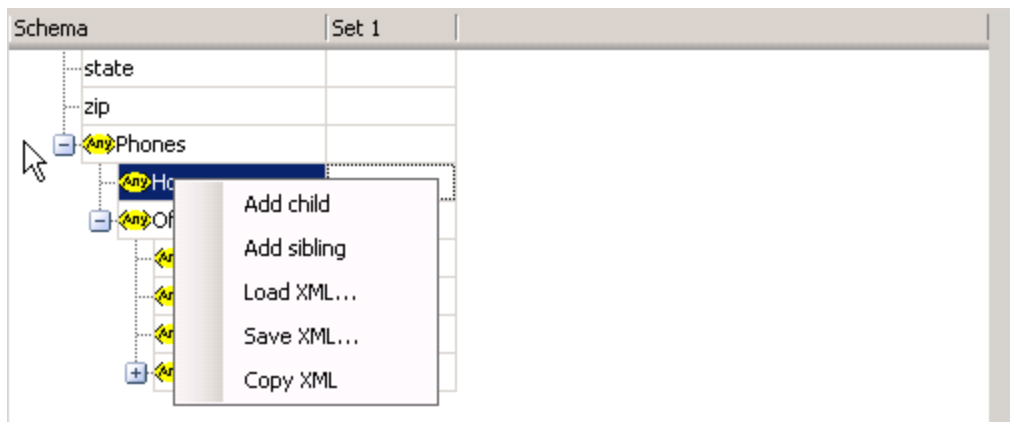 Schema Set 1
state
zip
Any Phones
Any
Any
Add child
Add sibling
Load XML...
Save XML...
Copy XML